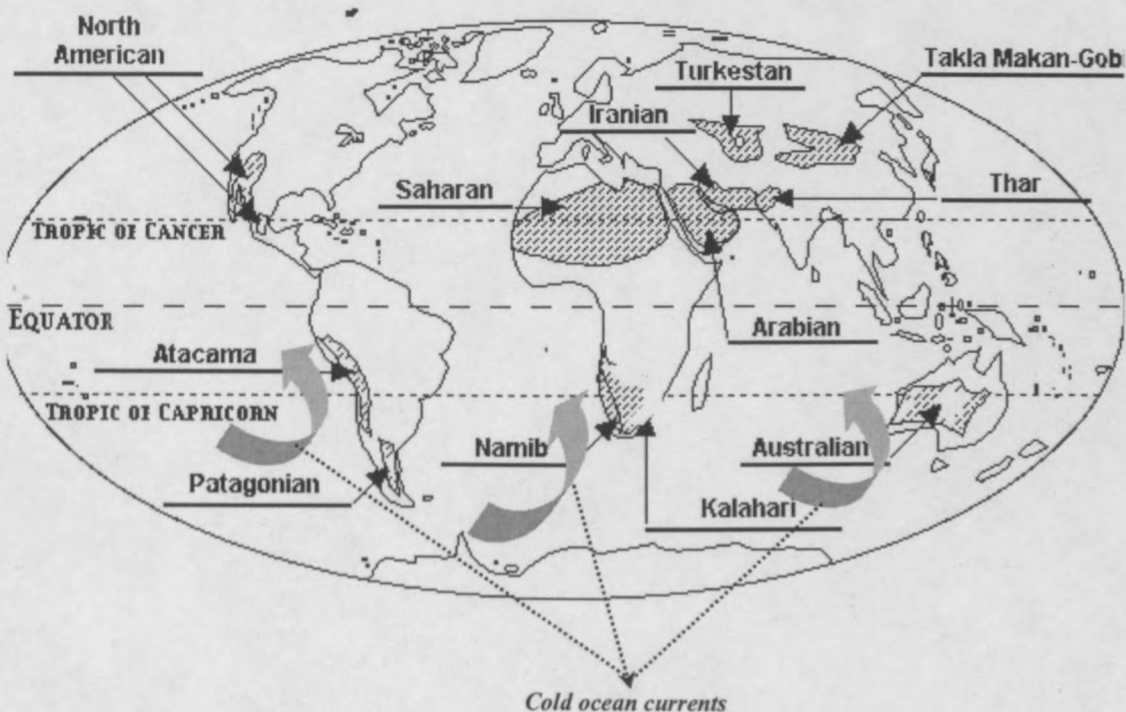 North
American
Turkestan
Takla Makan-Gobi
Iranian
Saharan
Thar
TROPIC OF CANCER
EQUATOR
Arabian
Atacama
TROPIC OF CAPRICORN
Namib
Australian
Patagonian
Kalahari
Cold ocean currents